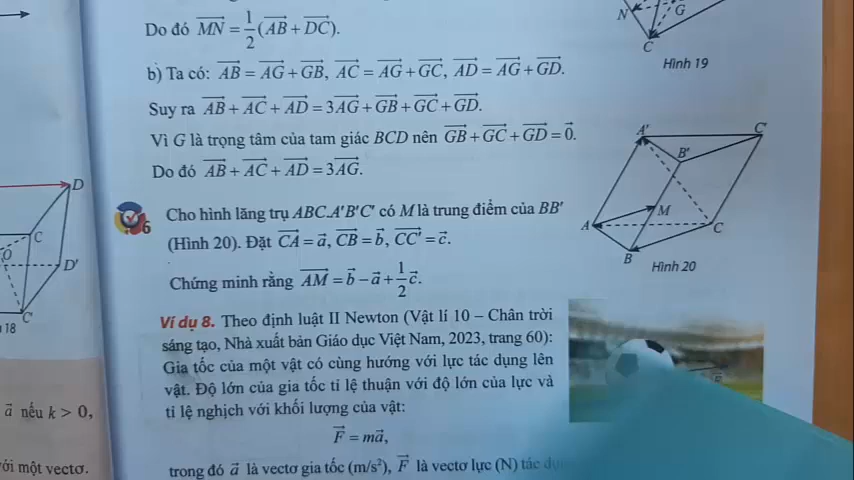 Do đó $\overrightarrow{MN} = \frac{1}{2}(\overrightarrow{AB} + \overrightarrow{DC})$.
b) Ta có: $\overrightarrow{AB} = \overrightarrow{AG} + \overrightarrow{GB}$, $\overrightarrow{AC} = \overrightarrow{AG} + \overrightarrow{GC}$, $\overrightarrow{AD} = \overrightarrow{AG} + \overrightarrow{GD}$.
Suy ra $\overrightarrow{AB} + \overrightarrow{AC} + \overrightarrow{AD} = 3\overrightarrow{AG} + \overrightarrow{GB} + \overrightarrow{GC} + \overrightarrow{GD}$.
Vì G là trọng tâm của tam giác BCD nên $\overrightarrow{GB} + \overrightarrow{GC} + \overrightarrow{GD} = \vec{0}$.
Do đó $\overrightarrow{AB} + \overrightarrow{AC} + \overrightarrow{AD} = 3\overrightarrow{AG}$.
N G
C
Hình 19
6 Cho hình lăng trụ ABC.A'B'C' có M là trung điểm của BB'
(Hình 20). Đặt $\overrightarrow{CA} = \vec{a}$, $\overrightarrow{CB} = \vec{b}$, $\overrightarrow{CC'} = \vec{c}$.
Chứng minh rằng $\overrightarrow{AM} = \vec{b} - \vec{a} + \frac{1}{2}\vec{c}$.
A' C'
B'
M
A C
B
Hình 20
Ví dụ 8. Theo định luật II Newton (Vật lí 10 – Chân trời
sáng tạo, Nhà xuất bản Giáo dục Việt Nam, 2023, trang 60):
Gia tốc của một vật có cùng hướng với lực tác dụng lên
vật. Độ lớn của gia tốc tỉ lệ thuận với độ lớn của lực và
tỉ lệ nghịch với khối lượng của vật:
$\vec{F} = m\vec{a}$,
trong đó $\vec{a}$ là vectơ gia tốc (m/s²), $\vec{F}$ là vectơ lực (N) tác
D
C
O
D'
C'
18
$\vec{a}$ nếu k > 0,
với một vectơ.